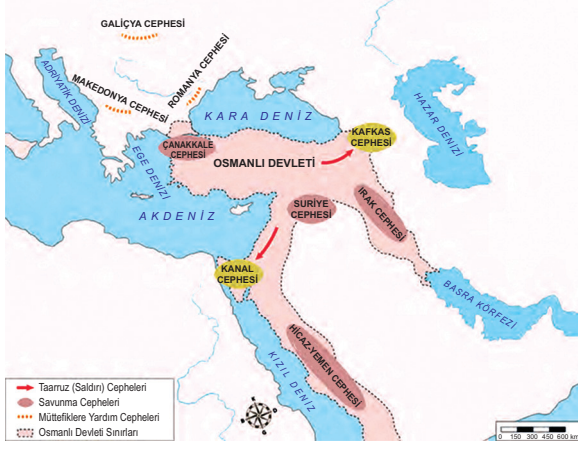 GALİÇYA CEPHESİ
ADRİYATİK DENİZİ
MAKEDONYA CEPHESİ
ROMANYA CEPHESİ
KARA DENİZ
HAZAR DENİZİ
KAFKAS
CEPHESİ
ÇANAKKALE
CEPHESİ
OSMANLI DEVLETİ
EGE DENİZİ
AKDENİZ
SURİYE
CEPHESİ
IRAK CEPHESİ
KANAL
CEPHESİ
BASRA KÖRFEZİ
HİCAZ-YEMEN CEPHESİ
KIZIL DENİZ
Taarruz (Saldırı) Cepheleri
Savunma Cepheleri
Müttefiklere Yardım Cepheleri
Osmanlı Devleti Sınırları
0 150 300 450 600 km